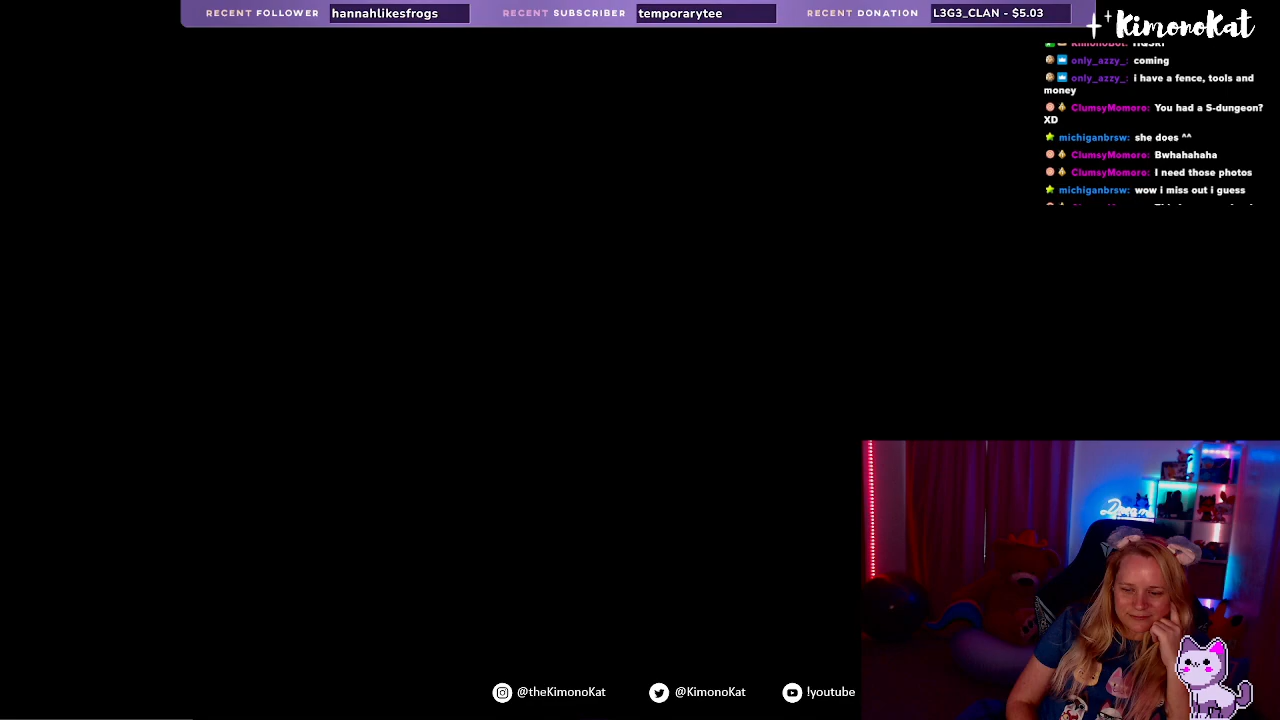 RECENT FOLLOWER hannahlikesfrogs RECENT SUBSCRIBER temporarytee RECENT DONATION L3G3_CLAN - $5.03
KimonoKat
only_azzy_: coming
only_azzy_: i have a fence, tools and
money
ClumsyMomoro: You had a S-dungeon?
XD
michiganbrsw: she does ^^
ClumsyMomoro: Bwhahahaha
ClumsyMomoro: I need those photos
michiganbrsw: wow i miss out i guess
Dream
@theKimonoKat @KimonoKat !youtube